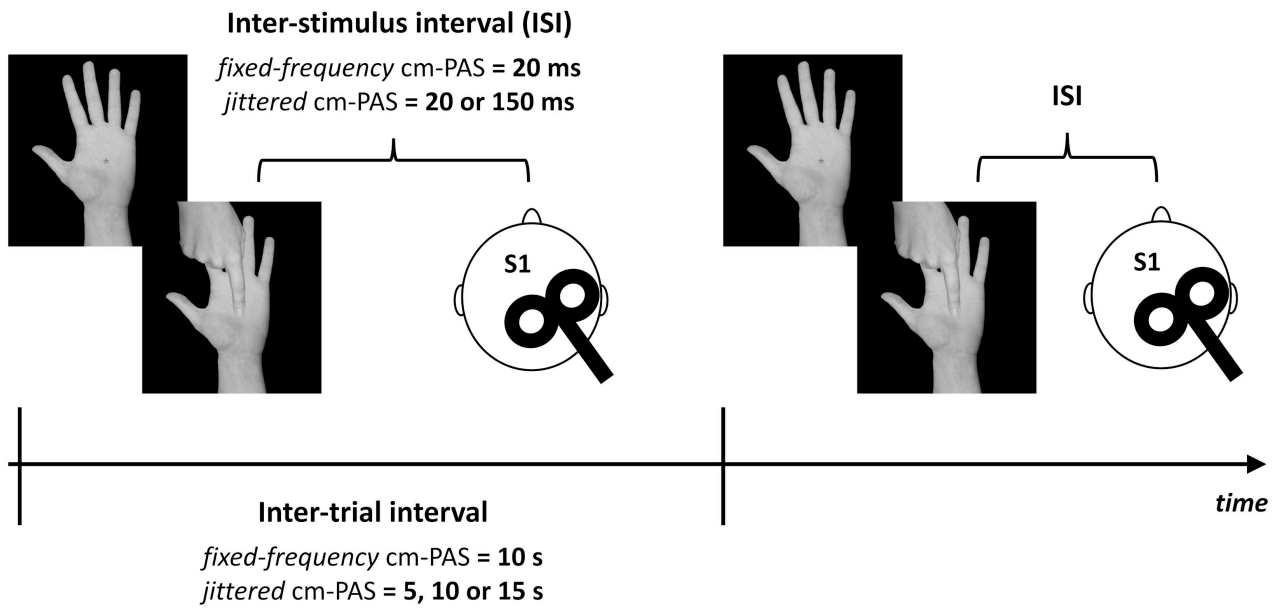 Inter-stimulus interval (ISI)
fixed-frequency cm-PAS = 20 ms
jittered cm-PAS = 20 or 150 ms
ISI
S1
S1
time
Inter-trial interval
fixed-frequency cm-PAS = 10 s
jittered cm-PAS = 5, 10 or 15 s